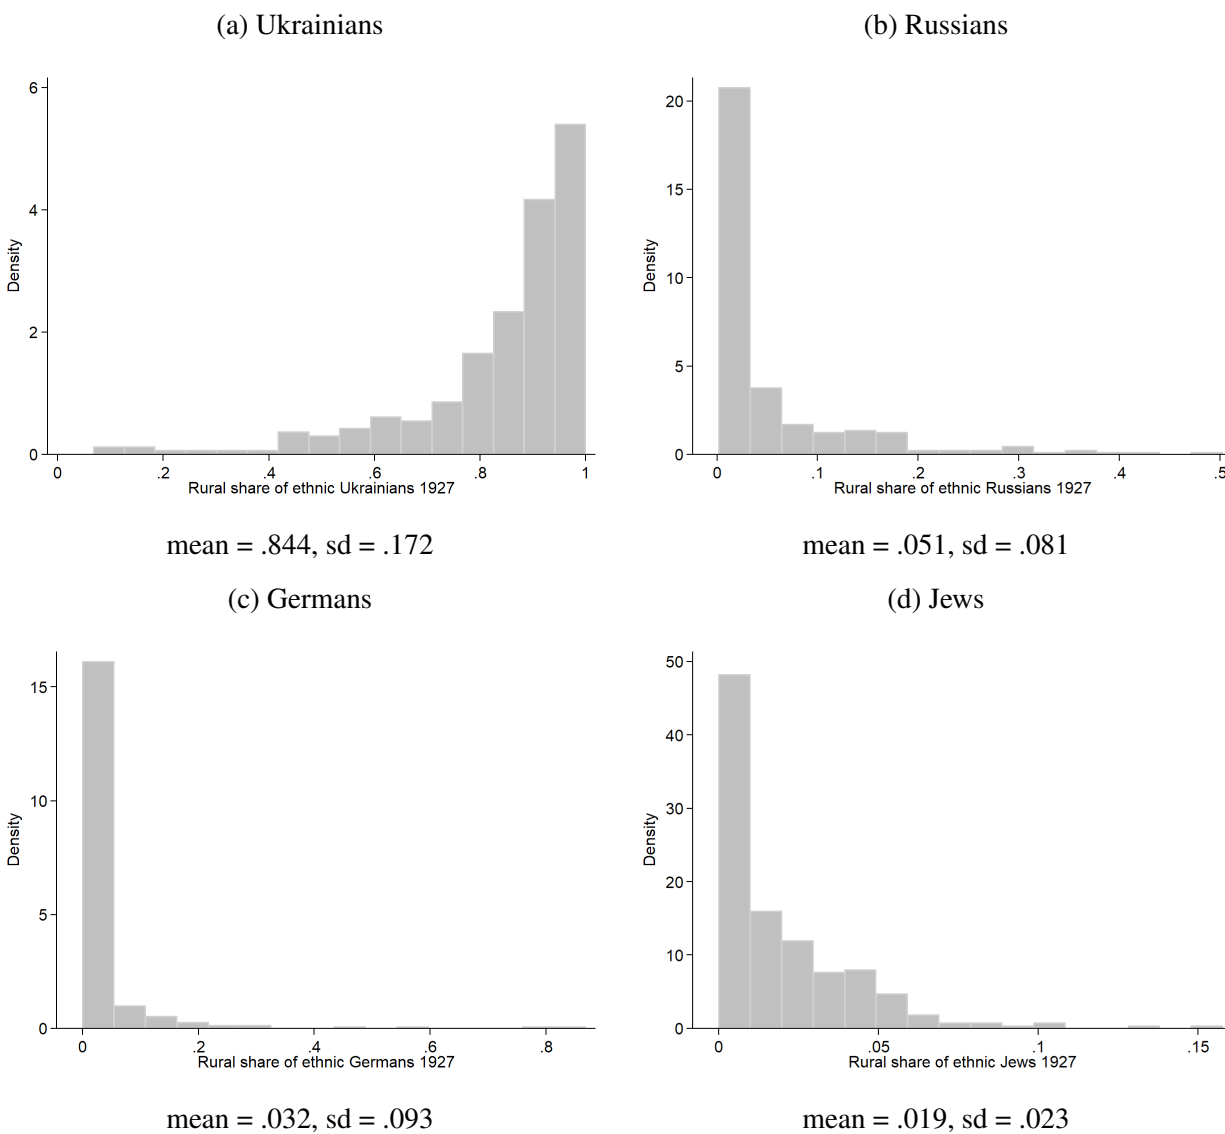 (a) Ukrainians
6
4
2
0
Density
0 .2 .4 .6 .8 1
Rural share of ethnic Ukrainians 1927
mean = .844, sd = .172
(b) Russians
20
15
10
5
0
Density
0 .1 .2 .3 .4 .5
Rural share of ethnic Russians 1927
mean = .051, sd = .081
(c) Germans
15
10
5
0
Density
0 .2 .4 .6 .8
Rural share of ethnic Germans 1927
mean = .032, sd = .093
(d) Jews
50
40
30
20
10
0
Density
0 .05 .1 .15
Rural share of ethnic Jews 1927
mean = .019, sd = .023